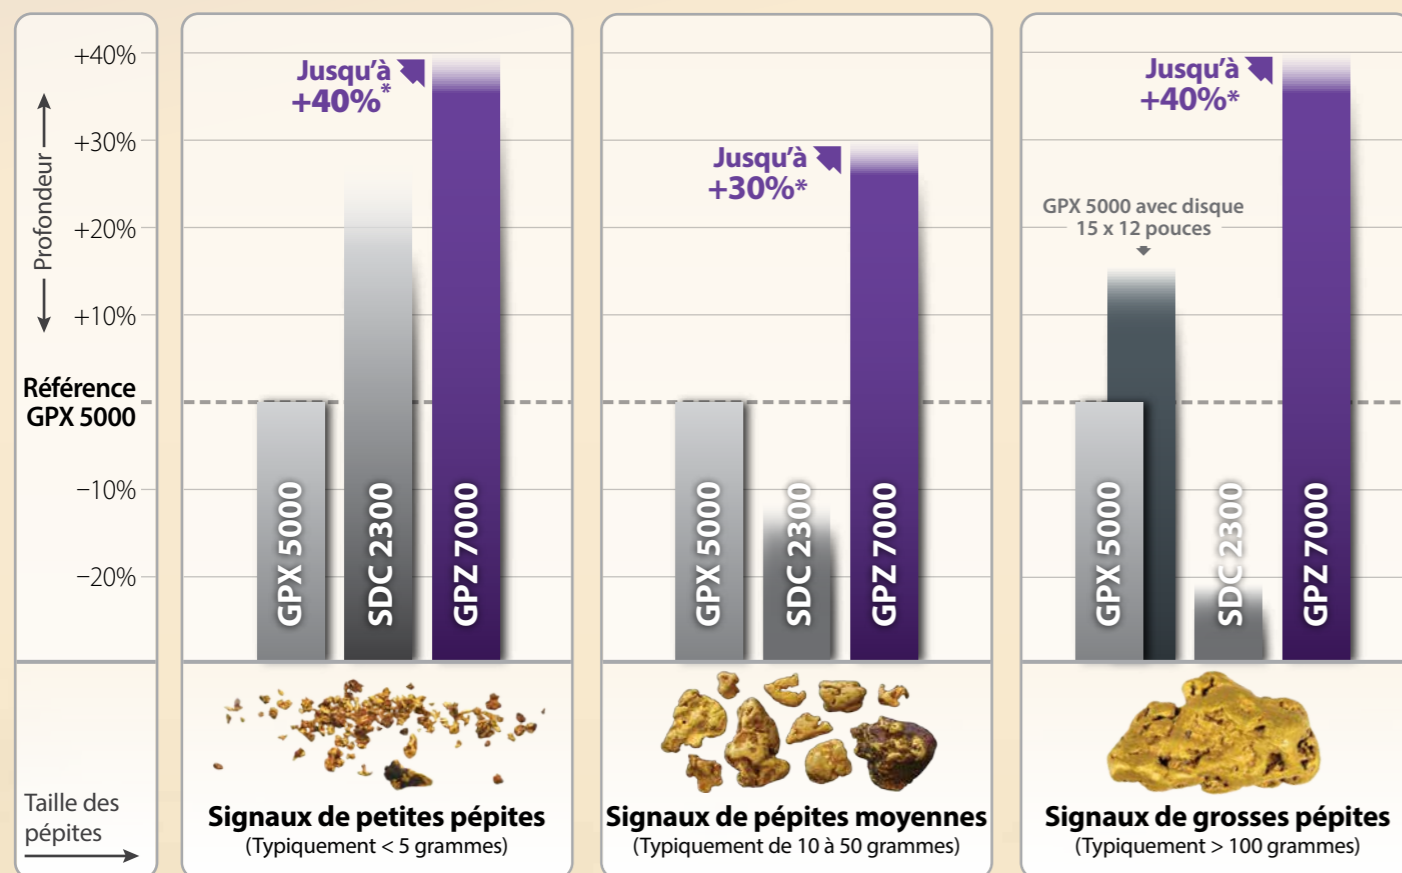 +40%
+30%
+20%
+10%
Profondeur
Référence
GPX 5000
−10%
−20%
Taille des
pépites
Jusqu’à
+40%*
GPX 5000
SDC 2300
GPZ 7000
Signaux de petites pépites
(Typiquement < 5 grammes)
Jusqu’à
+30%*
GPX 5000
SDC 2300
GPZ 7000
Signaux de pépites moyennes
(Typiquement de 10 à 50 grammes)
Jusqu’à
+40%*
GPX 5000 avec disque
15 x 12 pouces
GPX 5000
SDC 2300
GPZ 7000
Signaux de grosses pépites
(Typiquement > 100 grammes)